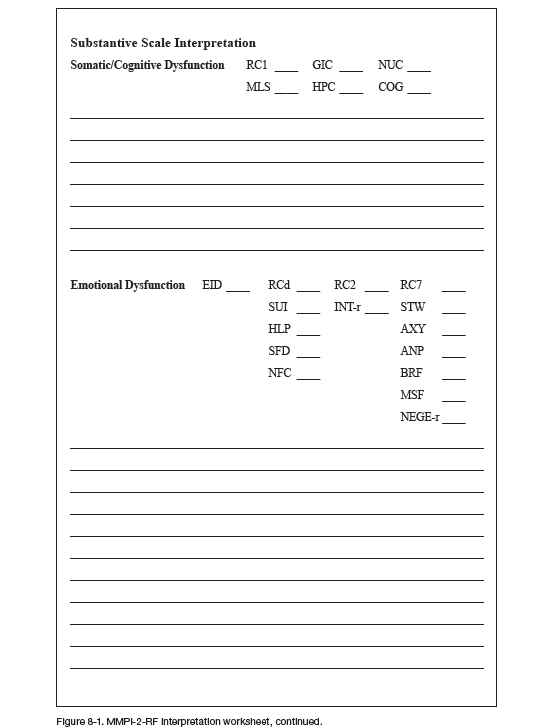 Substantive Scale Interpretation
Somatic/Cognitive Dysfunction RC1 ____ GIC ____ NUC ____
MLS ____ HPC ____ COG ____
Emotional Dysfunction EID ____ RCd ____ RC2 ____ RC7 ____
SUI ____ INT-r ____ STW ____
HLP ____ AXY ____
SFD ____ ANP ____
NFC ____ BRF ____
MSF ____
NEGE-r ____
Figure 8-1. MMPI-2-RF Interpretation worksheet, continued.